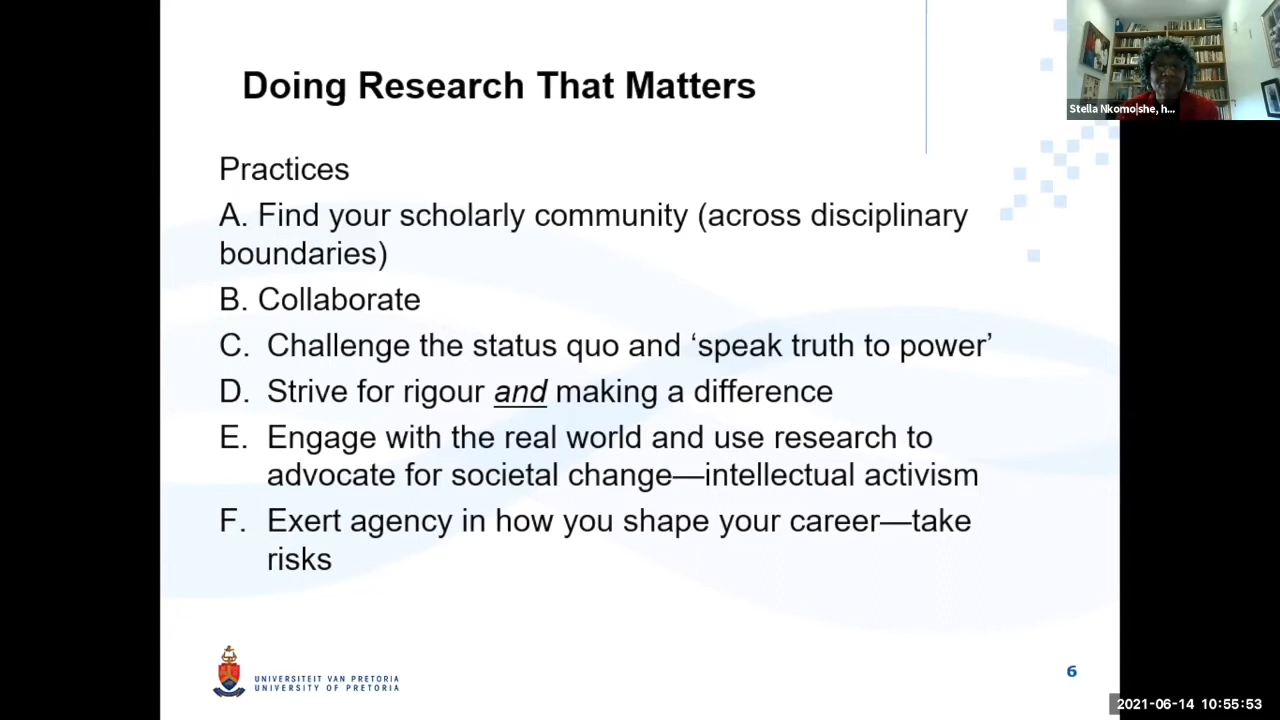 Doing Research That Matters
Stella Nkomo|she, h...
Practices
A. Find your scholarly community (across disciplinary
boundaries)
B. Collaborate
C. Challenge the status quo and ‘speak truth to power’
D. Strive for rigour and making a difference
E. Engage with the real world and use research to
advocate for societal change—intellectual activism
F. Exert agency in how you shape your career—take
risks
UNIVERSITEIT VAN PRETORIA
UNIVERSITY OF PRETORIA
6
2021-06-14 10:55:53